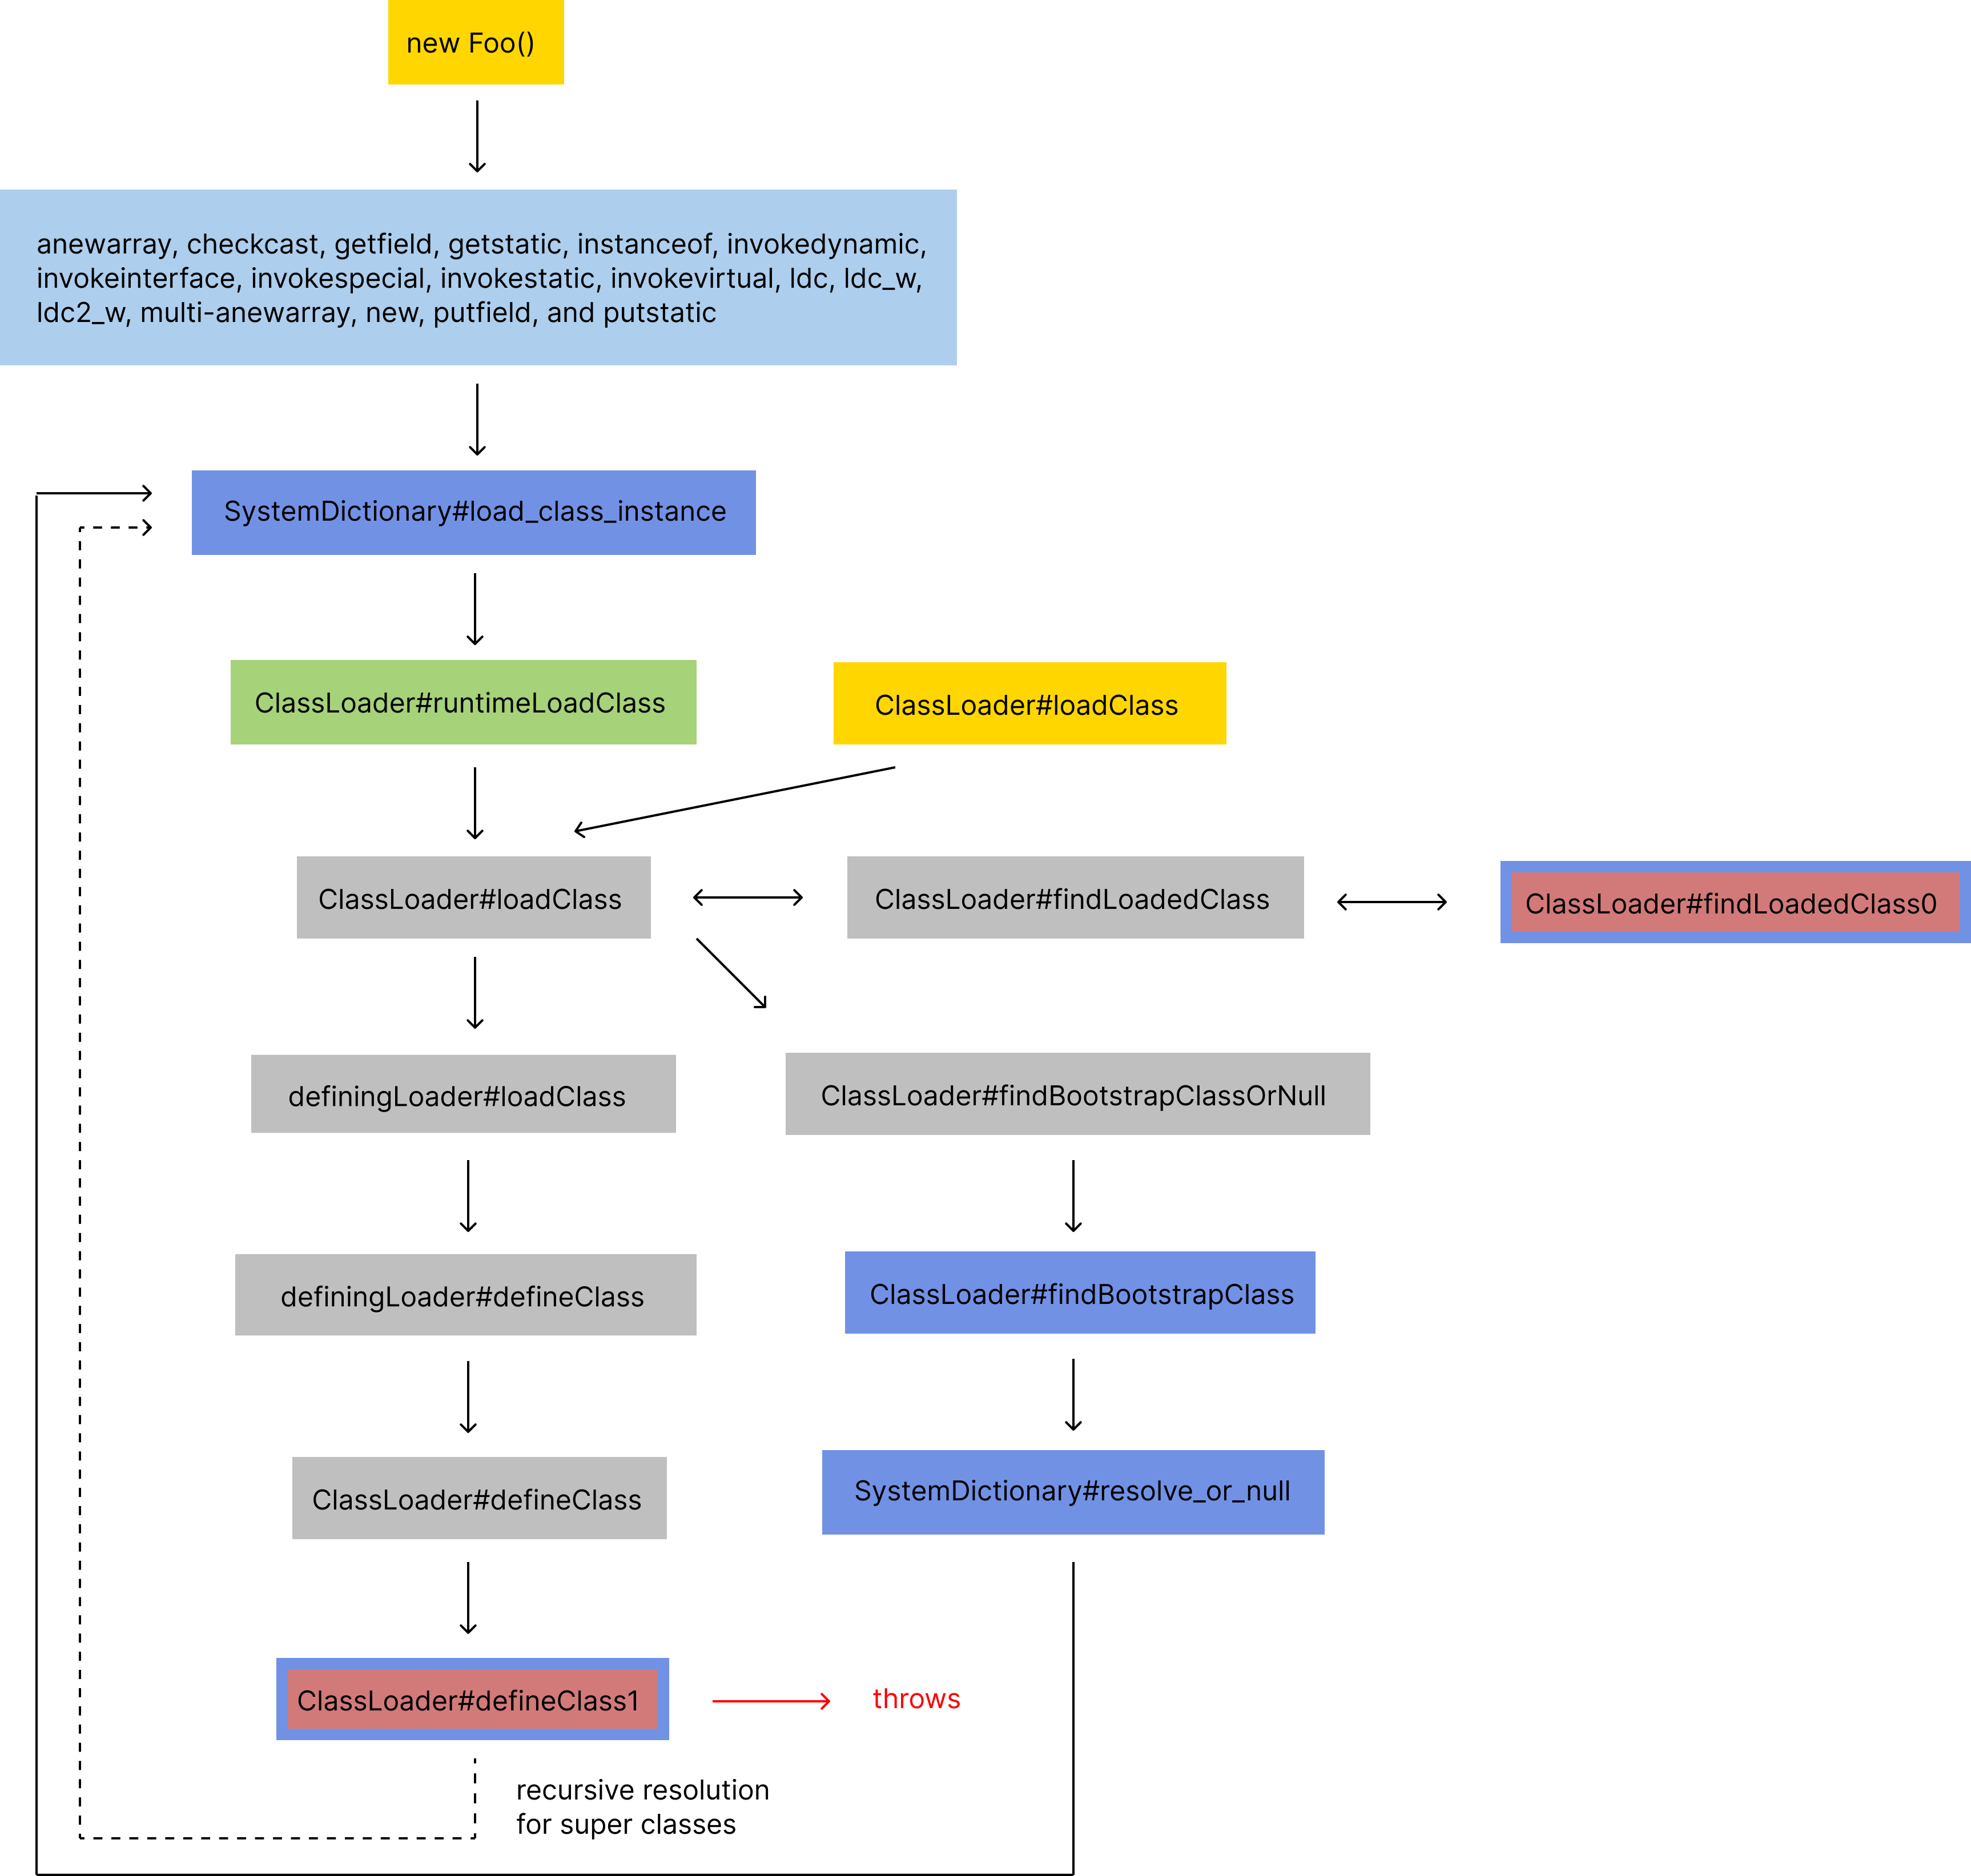 new Foo()
anewarray, checkcast, getfield, getstatic, instanceof, invokedynamic,
invokeinterface, invokespecial, invokestatic, invokevirtual, ldc, ldc_w,
ldc2_w, multi-anewarray, new, putfield, and putstatic
SystemDictionary#load_class_instance
ClassLoader#runtimeLoadClass
ClassLoader#loadClass
ClassLoader#loadClass
ClassLoader#findLoadedClass
ClassLoader#findLoadedClass0
definingLoader#loadClass
ClassLoader#findBootstrapClassOrNull
definingLoader#defineClass
ClassLoader#findBootstrapClass
ClassLoader#defineClass
SystemDictionary#resolve_or_null
ClassLoader#defineClass1
throws
recursive resolution
for super classes